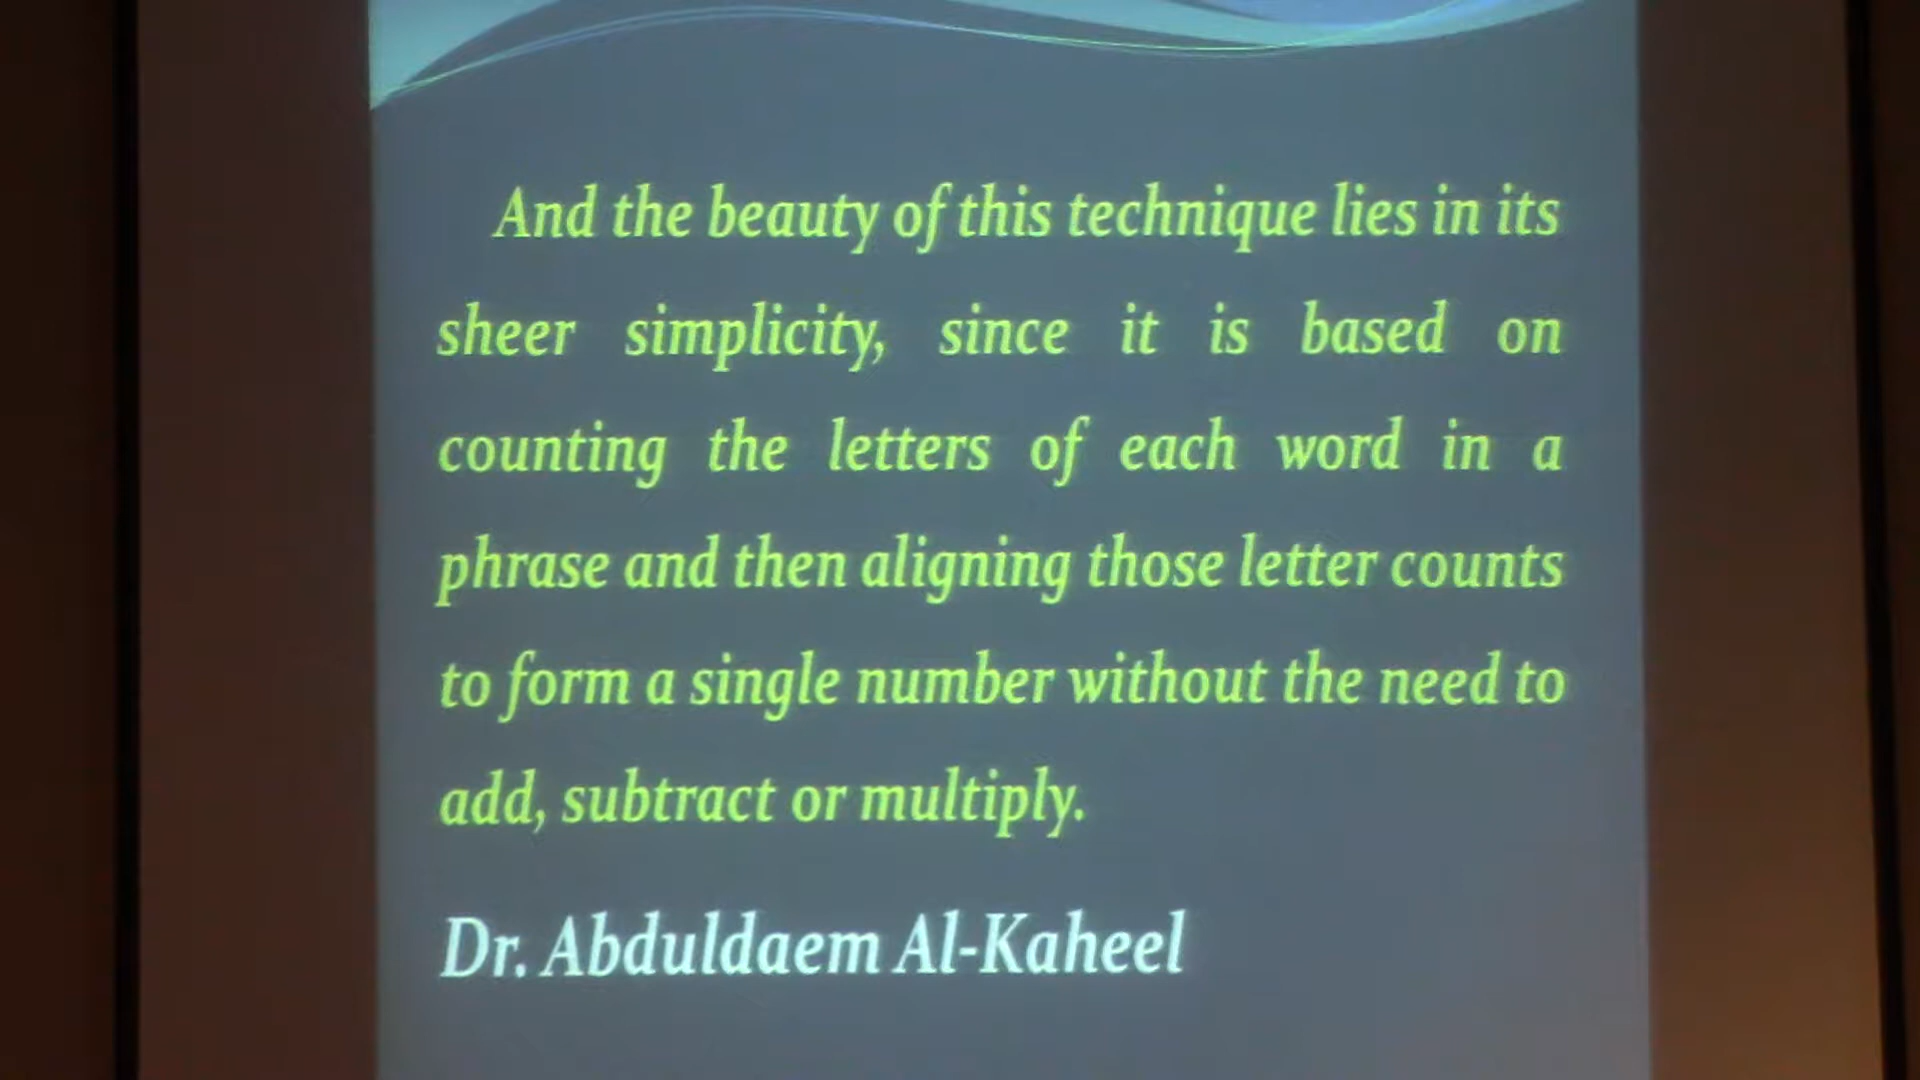 And the beauty of this technique lies in its
sheer simplicity, since it is based on
counting the letters of each word in a
phrase and then aligning those letter counts
to form a single number without the need to
add, subtract or multiply.
Dr. Abduldaem Al-Kaheel